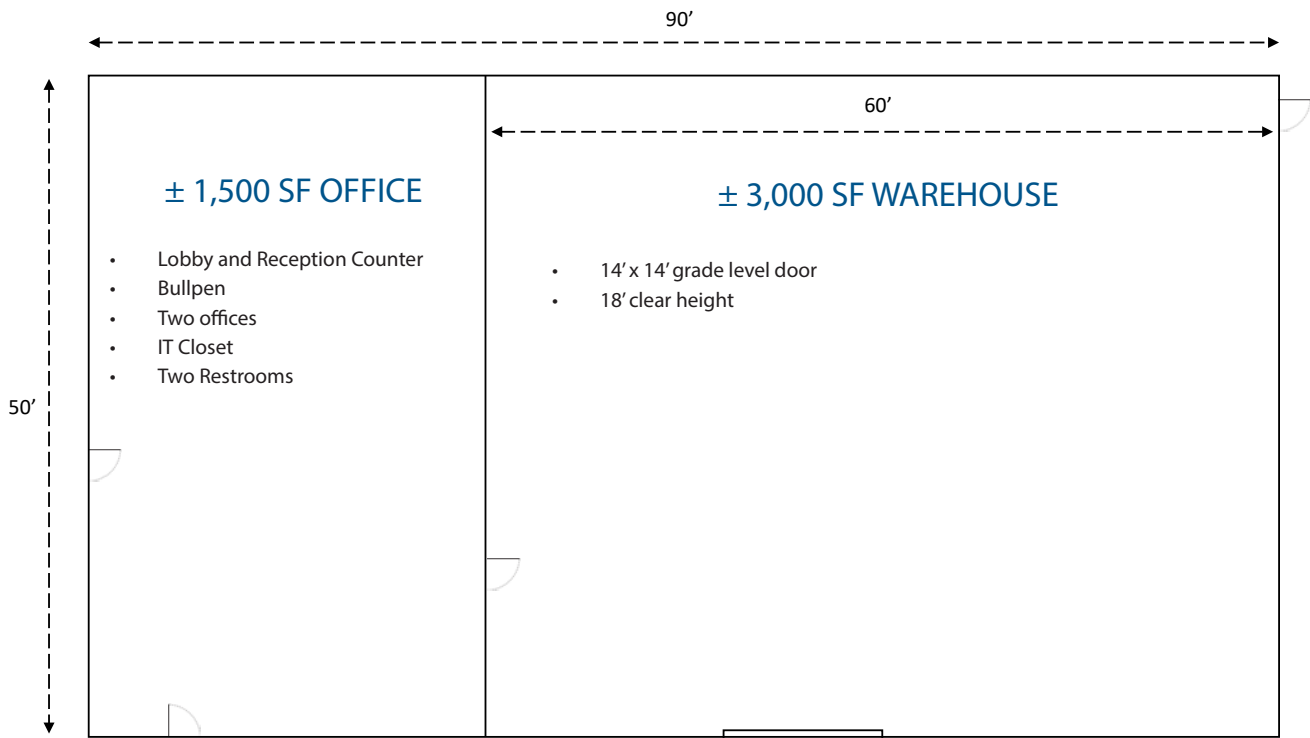 90’
60’
± 1,500 SF OFFICE
± 3,000 SF WAREHOUSE
• Lobby and Reception Counter
• Bullpen
• Two offices
• IT Closet
• Two Restrooms
• 14’ x 14’ grade level door
• 18’ clear height
50’